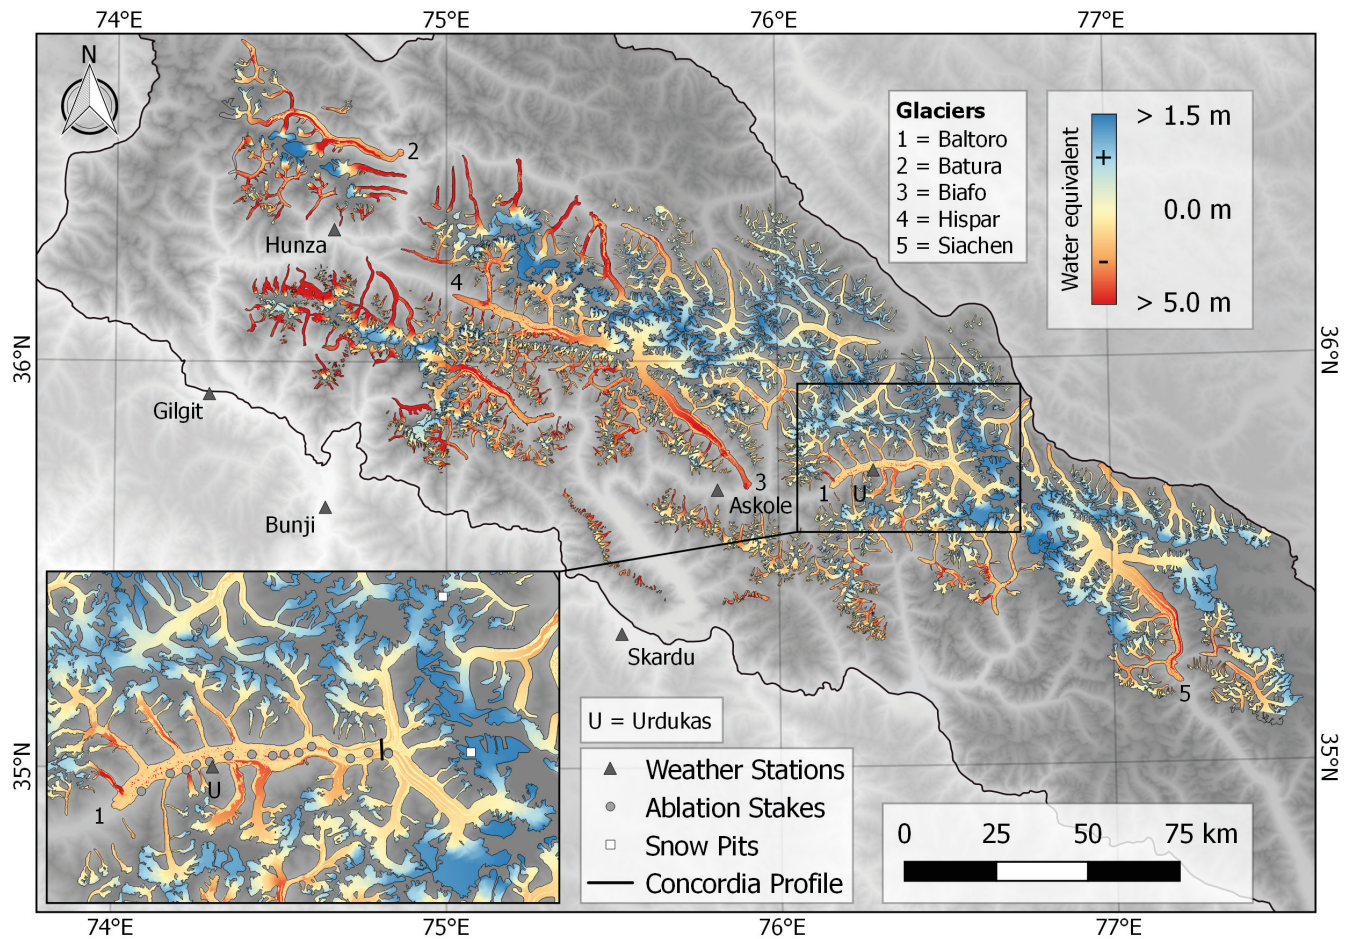 74°E 75°E 76°E 77°E
N
Glaciers
1 = Baltoro
2 = Batura
3 = Biafo
4 = Hispar
5 = Siachen
Water equivalent
+
-
> 1.5 m
0.0 m
> 5.0 m
2
Hunza
4
36°N
36°N
Gilgit
3
Askole
1
U
Bunji
Skardu
5
U = Urdukas
35°N
35°N
1
U
Weather Stations
Ablation Stakes
Snow Pits
Concordia Profile
0 25 50 75 km
74°E 75°E 76°E 77°E